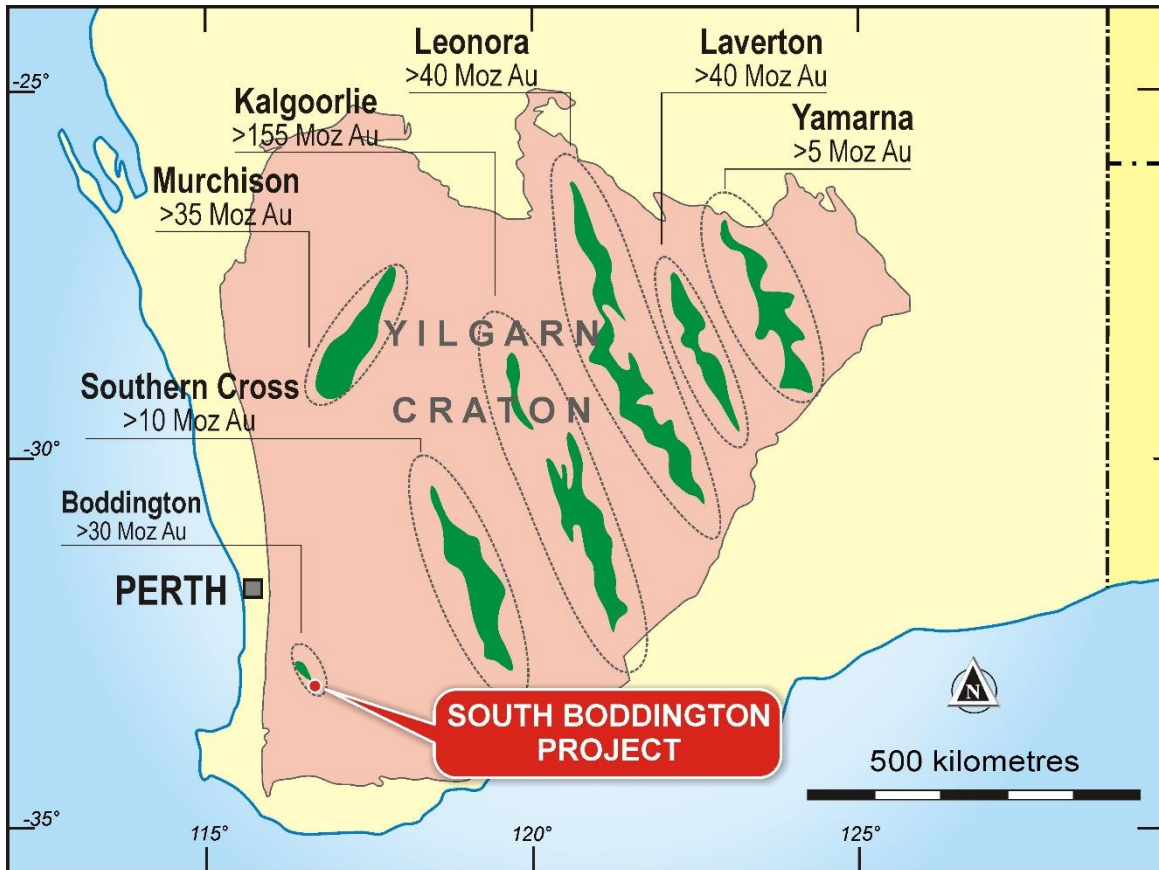 Leonora
>40 Moz Au
Laverton
>40 Moz Au
-25°
Kalgoorlie
>155 Moz Au
Yamarna
>5 Moz Au
Murchison
>35 Moz Au
YILGARN
CRATON
Southern Cross
>10 Moz Au
-30°
Boddington
>30 Moz Au
PERTH
SOUTH BODDINGTON
PROJECT
N
500 kilometres
-35°
115°
120°
125°